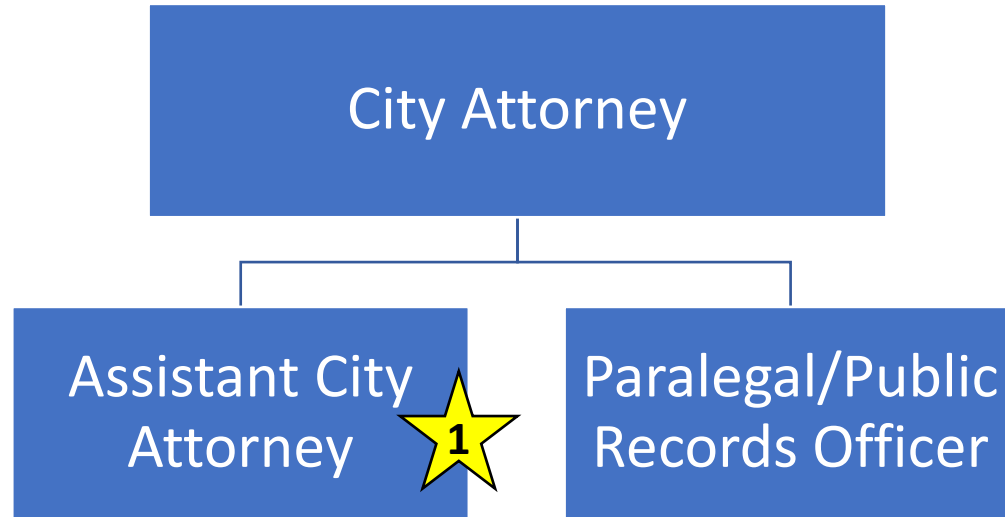 City Attorney
Assistant City
Attorney
1
Paralegal/Public
Records Officer